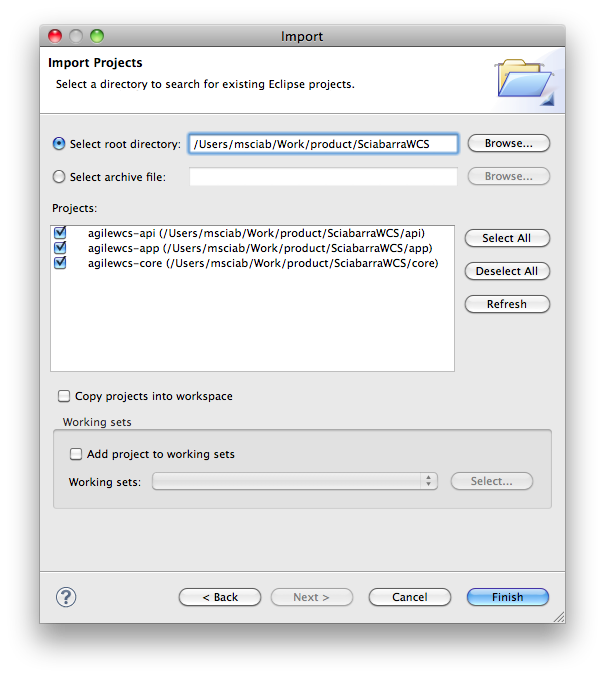 Import
Import Projects
Select a directory to search for existing Eclipse projects.
Select root directory: /Users/msciab/Work/product/SciabarraWCS Browse...
Select archive file: Browse...
Projects:
agilewcs-api (/Users/msciab/Work/product/SciabarraWCS/api)
agilewcs-app (/Users/msciab/Work/product/SciabarraWCS/app)
agilewcs-core (/Users/msciab/Work/product/SciabarraWCS/core)
Select All
Deselect All
Refresh
Copy projects into workspace
Working sets
Add project to working sets
Working sets: Select...
? < Back Next > Cancel Finish